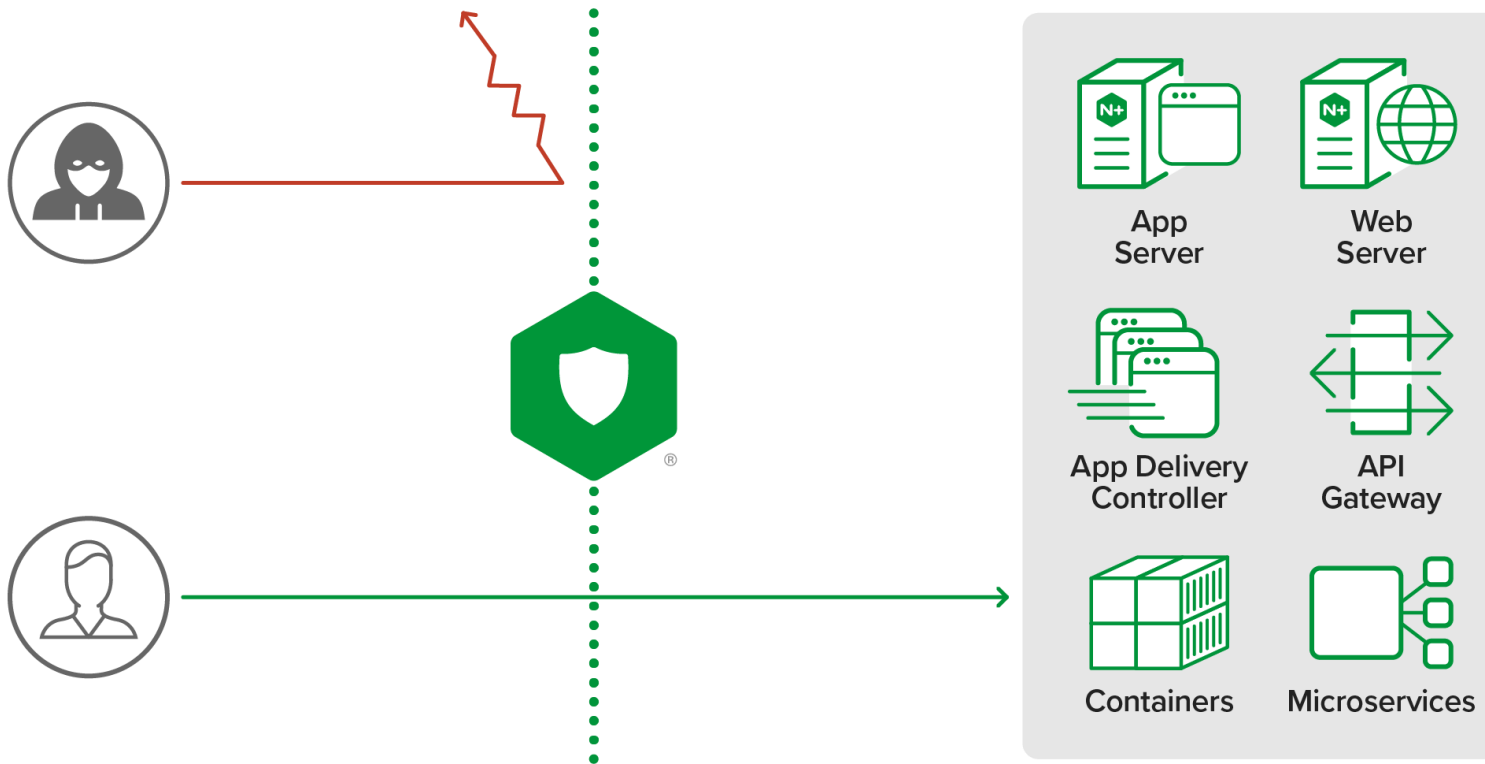 N+
N+
App
Server
Web
Server
®
App Delivery
Controller
API
Gateway
Containers
Microservices